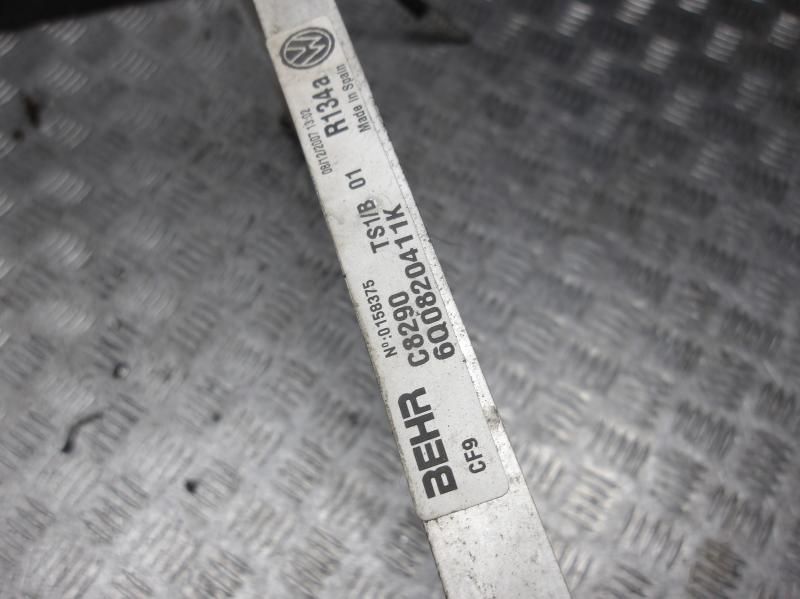 BEHR
CF9
Nº:0158375
C8290
6Q0820411K
TS1/B 01
08/12/2007 13:02
R134a
Made in Spain